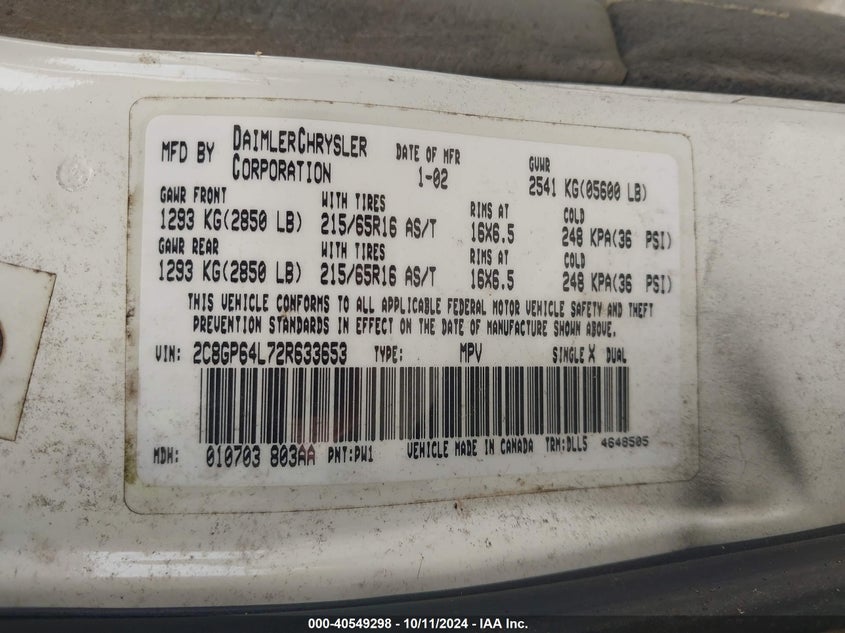 MFD BY DAIMLERCHRYSLER CORPORATION DATE OF MFR 1-02 GVWR 2541 KG(05600 LB)
GAWR FRONT WITH TIRES RIMS AT COLD
1293 KG(2850 LB) 215/65R16 AS/T 16X6.5 248 KPA(36 PSI)
GAWR REAR WITH TIRES RIMS AT COLD
1293 KG(2850 LB) 215/65R16 AS/T 16X6.5 248 KPA(36 PSI)
THIS VEHICLE CONFORMS TO ALL APPLICABLE FEDERAL MOTOR VEHICLE SAFETY AND THEFT
PREVENTION STANDARDS IN EFFECT ON THE DATE OF MANUFACTURE SHOWN ABOVE.
VIN: 2C8GP64L72R633653 TYPE: MPV SINGLE X DUAL
MDH: 010703 803AA PNT:PW1 VEHICLE MADE IN CANADA TRM:DLL5 4648505
000-40549298 - 10/11/2024 - IAA Inc.